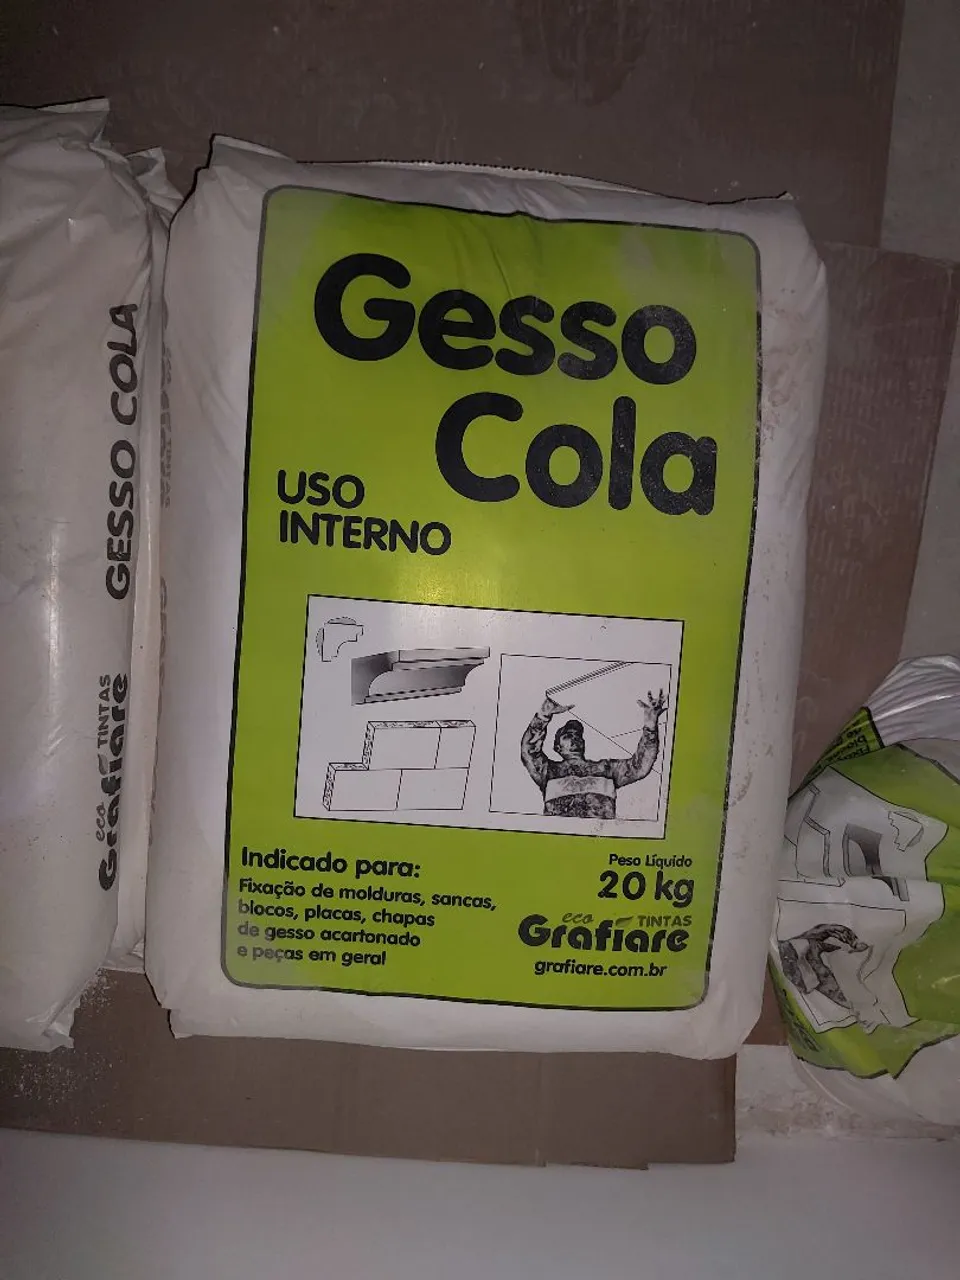 Gesso
Cola
USO
INTERNO
Indicado para:
Fixação de molduras, sancas,
blocos, placas, chapas
de gesso acartonado
e peças em geral
Peso Líquido
20 kg
eco TINTAS
Grafiare
grafiare.com.br
GESSO COLA
eco TINTAS
Grafiare